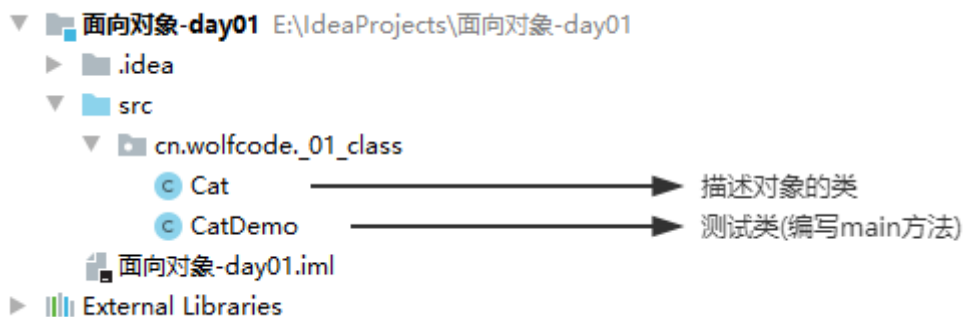 面向对象-day01 E:\IdeaProjects\面向对象-day01
.idea
src
cn.wolfcode._01_class
C Cat 描述对象的类
C CatDemo 测试类(编写main方法)
面向对象-day01.iml
External Libraries